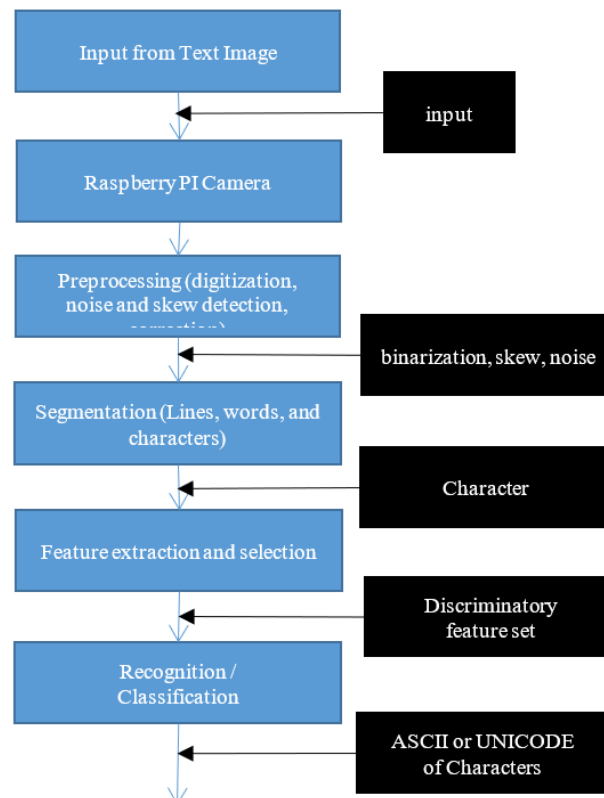 Input from Text Image
input
Raspberry PI Camera
Preprocessing (digitization,
noise and skew detection,
correction)
binarization, skew, noise
Segmentation (Lines, words, and
characters)
Character
Feature extraction and selection
Discriminatory
feature set
Recognition /
Classification
ASCII or UNICODE
of Characters